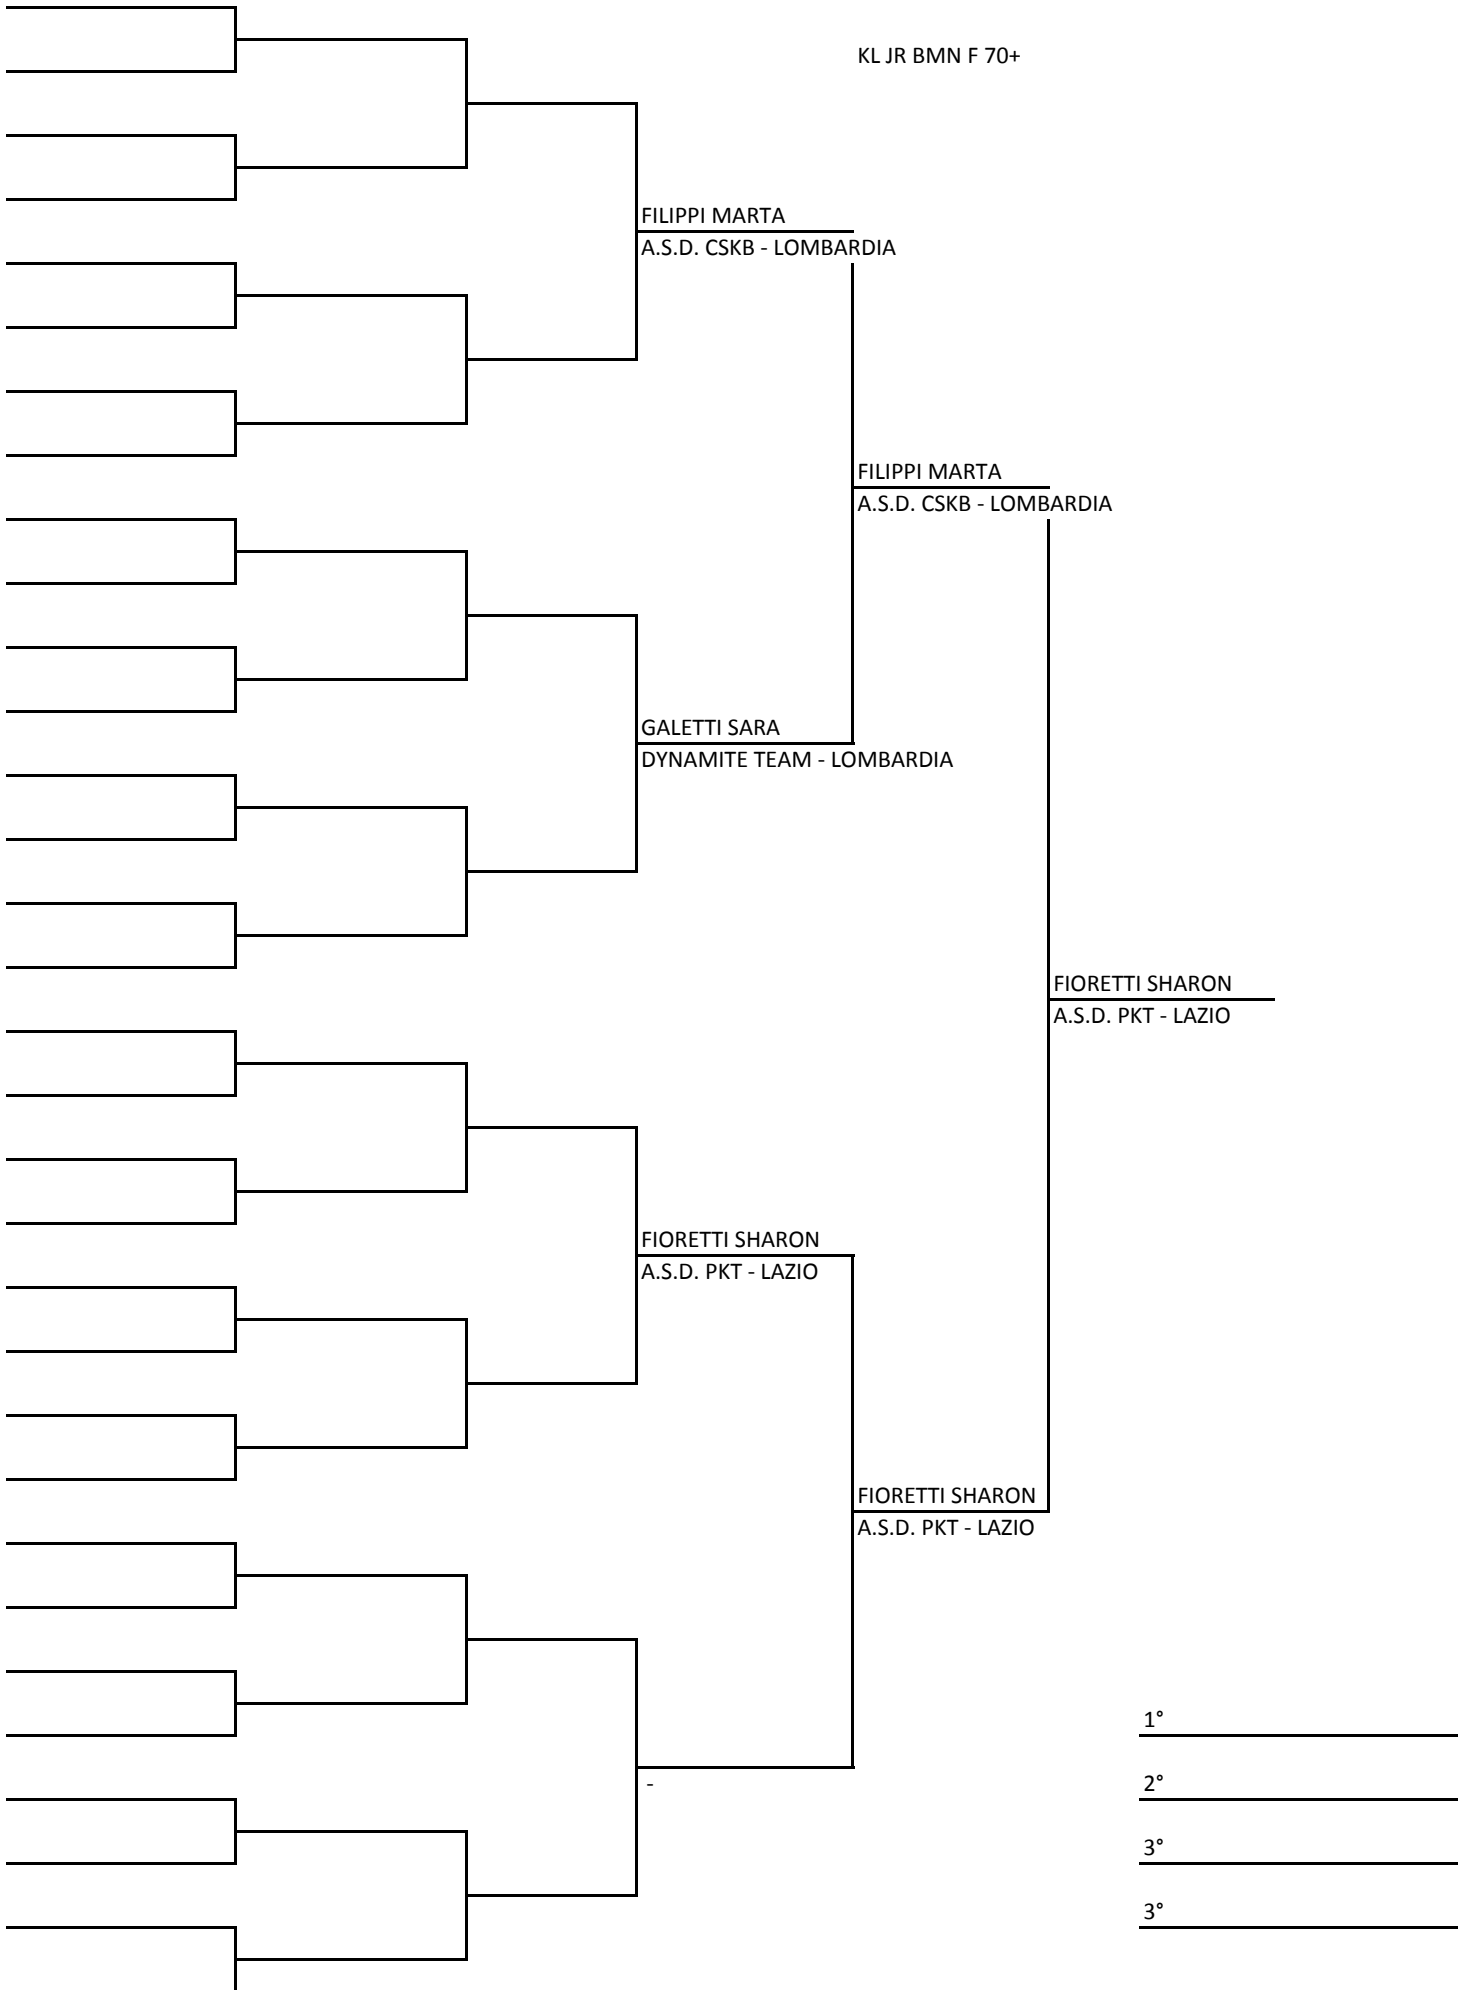 KL JR BMN F 70+
FILIPPI MARTA
A.S.D. CSKB - LOMBARDIA
FILIPPI MARTA
A.S.D. CSKB - LOMBARDIA
GALETTI SARA
DYNAMITE TEAM - LOMBARDIA
FIORETTI SHARON
A.S.D. PKT - LAZIO
FIORETTI SHARON
A.S.D. PKT - LAZIO
FIORETTI SHARON
A.S.D. PKT - LAZIO
1°
-
2°
3°
3°